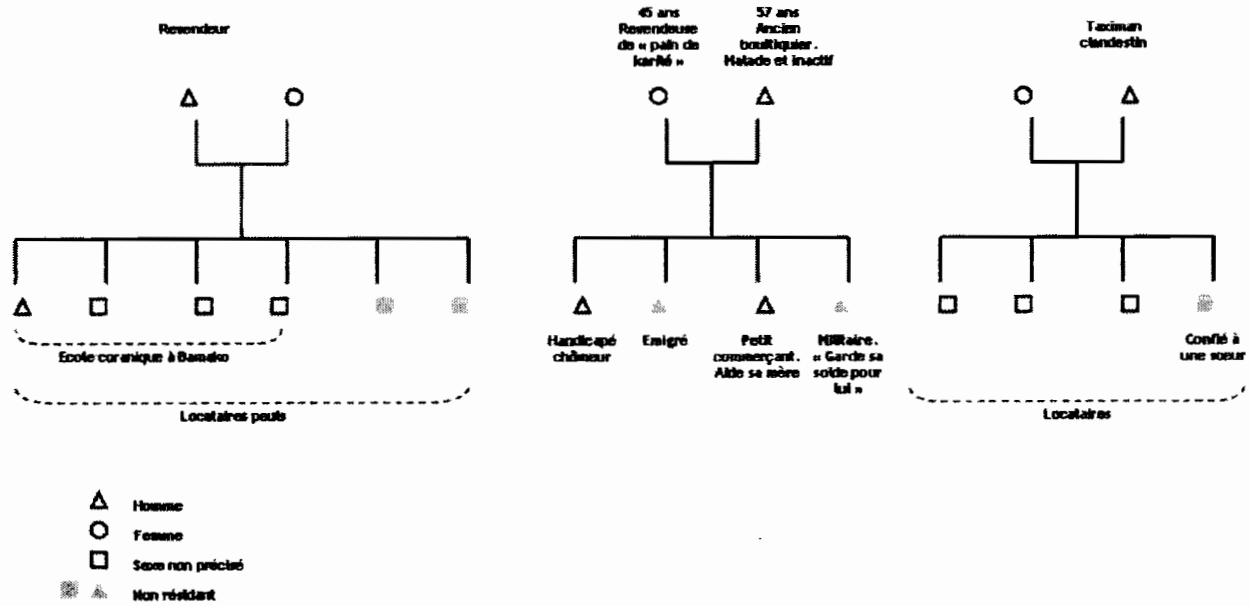 Revendeur
45 ans
Revendeuse
de « pain de
karité »
57 ans
Ancien
boutiquier.
Malade et inactif
Taximan
clandestin
Handicapé
chômeur
Emigré
Petit
commerçant.
Aide sa mère
Militaire.
« Garde sa
solde pour
lui »
Confié à
une soeur
Ecole coranique à Bamako
Locataires peuls
Locataires
Homme
Femme
Sexe non précisé
Non résidant